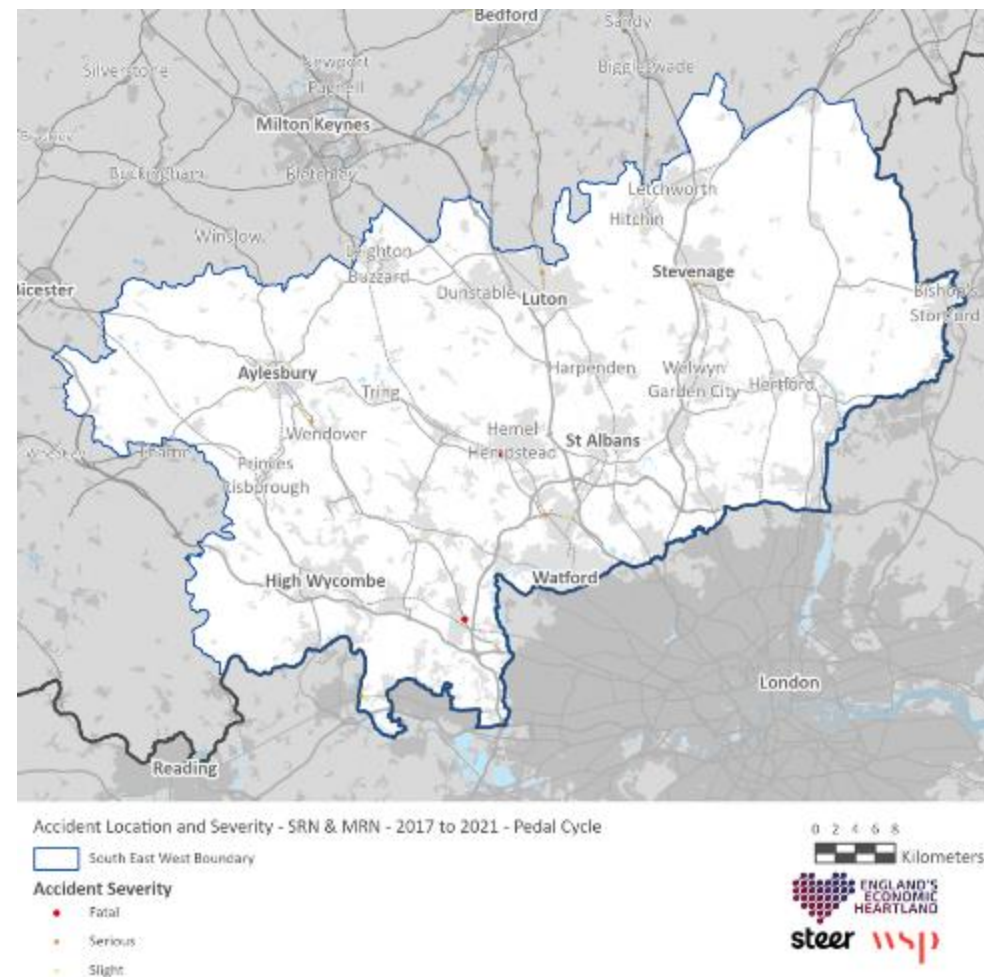 Bedford
Sandy
Silverstone
Newport
Pagnell
Biggleswade
Milton Keynes
Buckingham
Bletchley
Letchworth
Hitchin
Winslow
Leighton
Buzzard
Stevenage
Bicester
Dunstable
Luton
Bishop's
Stortford
Aylesbury
Tring
Harpenden
Welwyn
Garden City
Hertford
Wendover
Hemel
Hempstead
St Albans
Thame
Princes
Risborough
High Wycombe
Watford
London
Reading
Accident Location and Severity - SRN & MRN - 2017 to 2021 - Pedal Cycle
South East West Boundary
Accident Severity
Fatal
Serious
Slight
0 2 4 6 8
Kilometers
ENGLAND'S
ECONOMIC
HEARTLAND
steer wsp